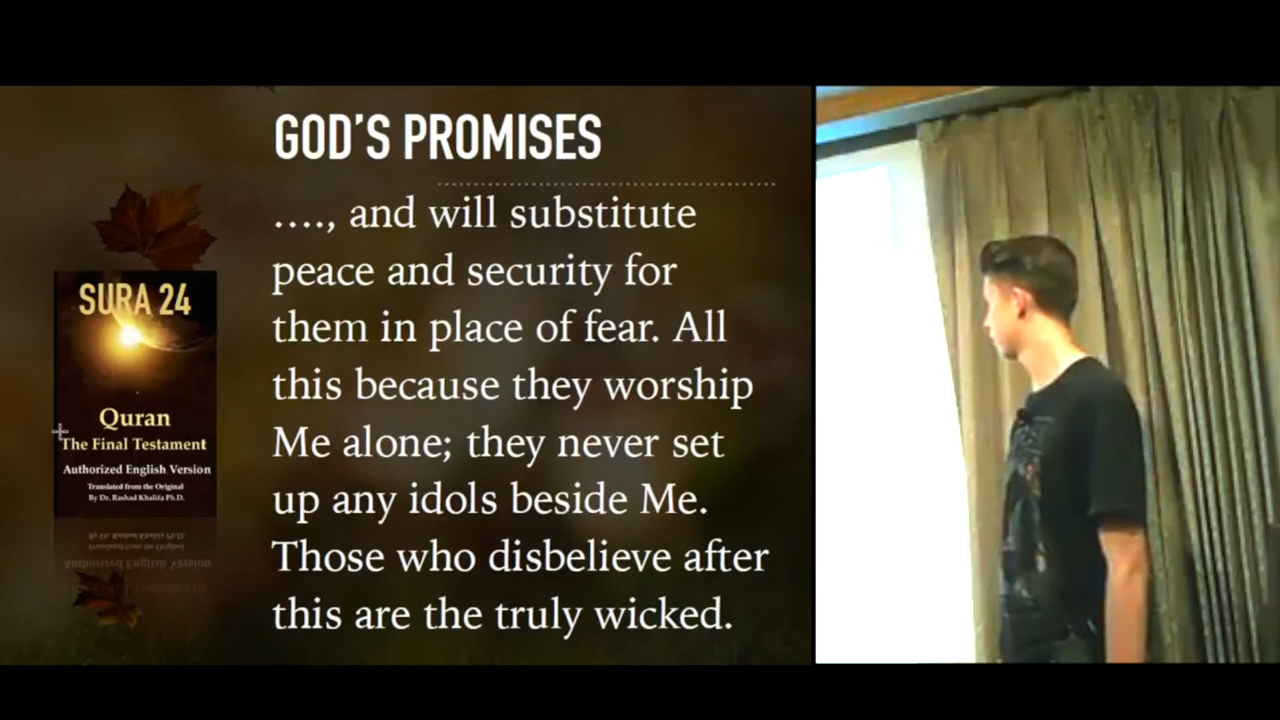 GOD’S PROMISES
…., and will substitute
peace and security for
them in place of fear. All
this because they worship
Me alone; they never set
up any idols beside Me.
Those who disbelieve after
this are the truly wicked.
SURA 24
Quran
The Final Testament
Authorized English Version
Translated from the Original
By Dr. Rashad Khalifa Ph.D.